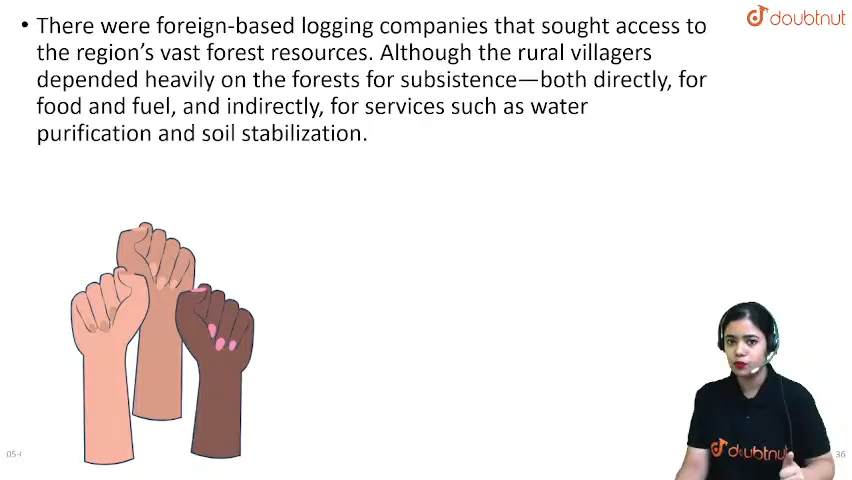 doubtnut
• There were foreign-based logging companies that sought access to
the region's vast forest resources. Although the rural villagers
depended heavily on the forests for subsistence—both directly, for
food and fuel, and indirectly, for services such as water
purification and soil stabilization.
doubtnut
36